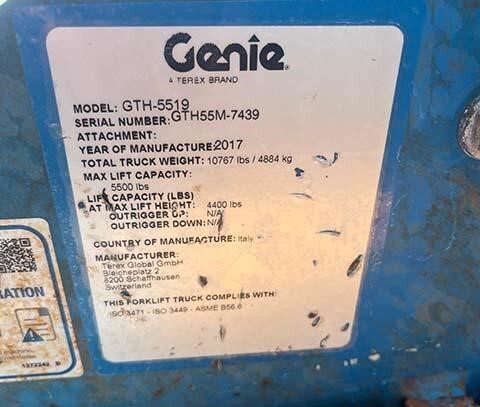 Genie
A TEREX BRAND
MODEL: GTH-5519
SERIAL NUMBER: GTH55M-7439
ATTACHMENT:
YEAR OF MANUFACTURE: 2017
TOTAL TRUCK WEIGHT: 10767 lbs / 4884 kg
MAX LIFT CAPACITY:
5500 lbs
LIFT CAPACITY (LBS)
AT MAX LIFT HEIGHT: 4400 lbs
OUTRIGGER UP: N/A
OUTRIGGER DOWN: N/A
COUNTRY OF MANUFACTURE: Italy
MANUFACTURER:
Terex Global GmbH
Bleicheplatz 2
8200 Schaffhausen
Switzerland
THIS FORKLIFT TRUCK COMPLIES WITH:
ISO 3471 - ISO 3449 - ASME B56.6
RATION
1272242 B